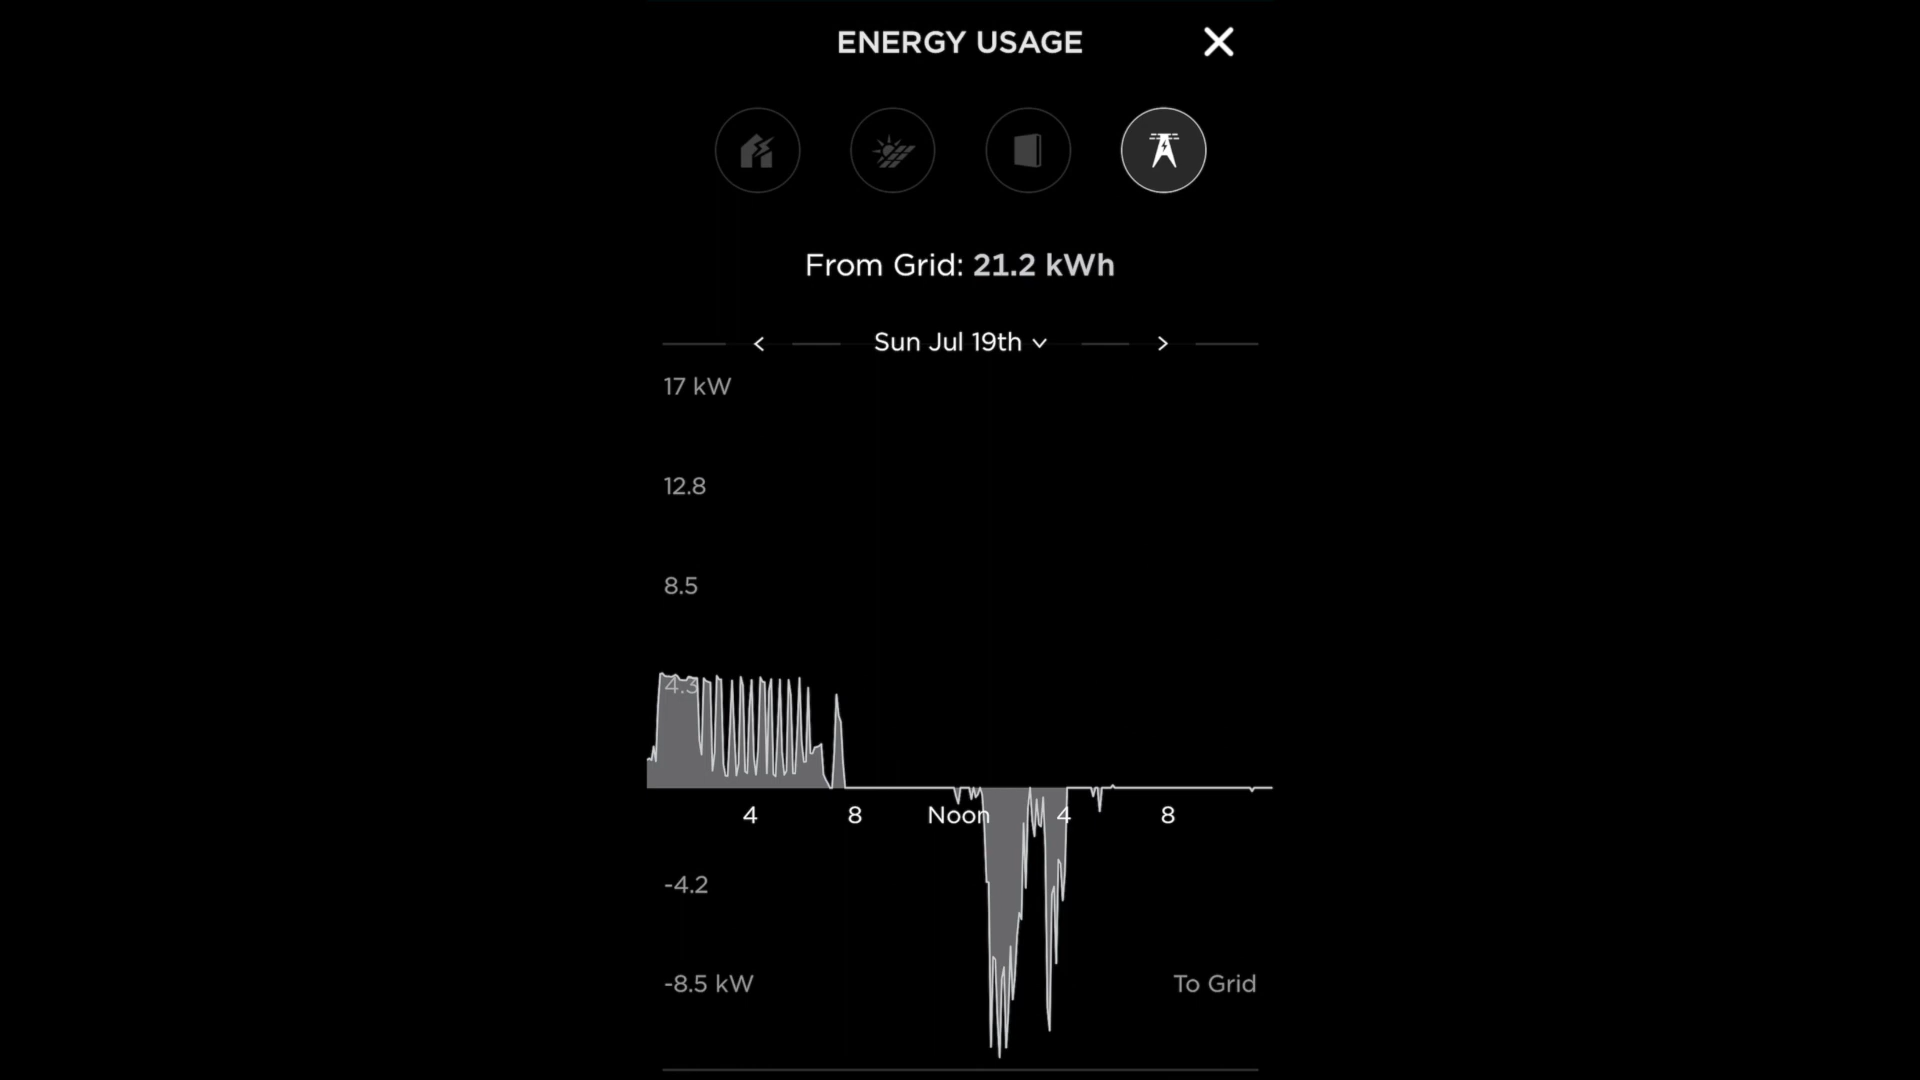 ENERGY USAGE
From Grid: 21.2 kWh
Sun Jul 19th
17 kW
12.8
8.5
4.3
4 8 Noon 4 8
-4.2
-8.5 kW To Grid